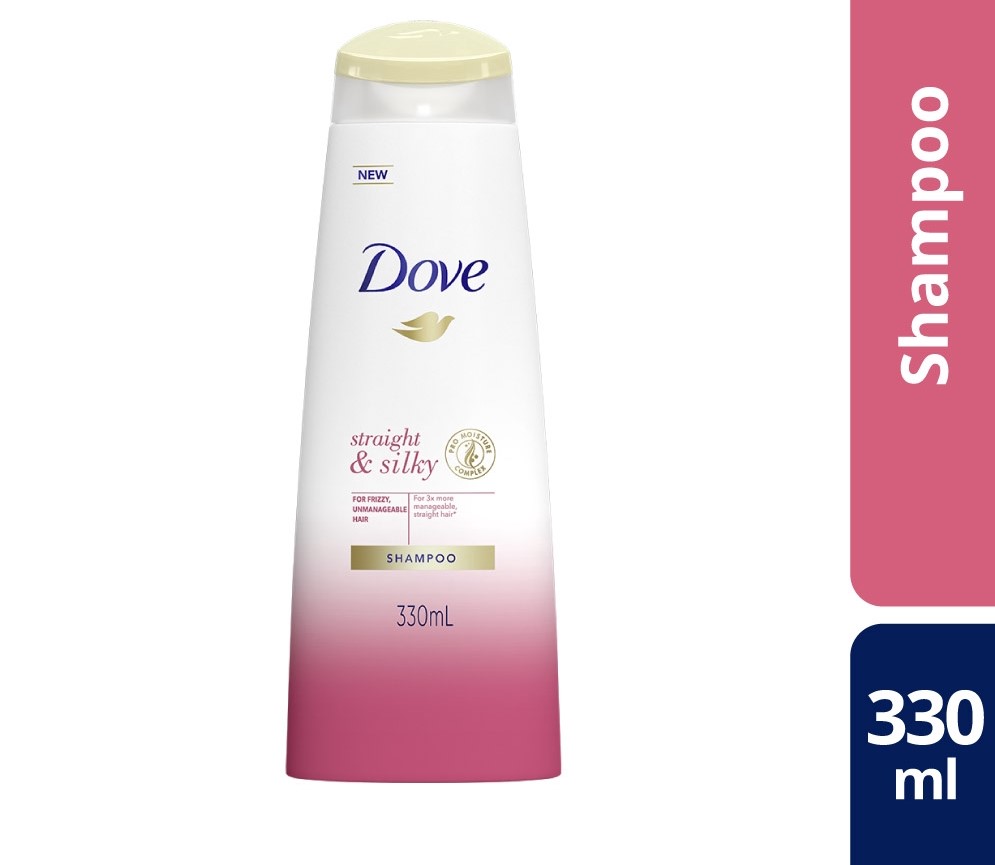 NEW
Dove
straight
& silky
PRO MOISTURE
COMPLEX
FOR FRIZZY,
UNMANAGEABLE
HAIR
For 3x more
manageable,
straight hair*
SHAMPOO
330mL
Shampoo
330
ml